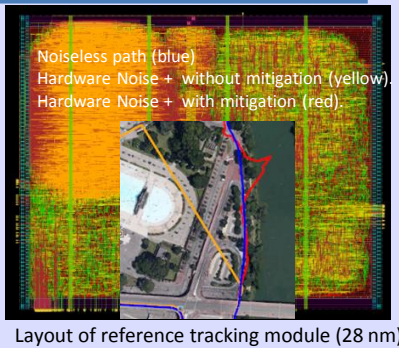 Noiseless path (blue)
Hardware Noise + without mitigation (yellow).
Hardware Noise + with mitigation (red).
Layout of reference tracking module (28 nm)